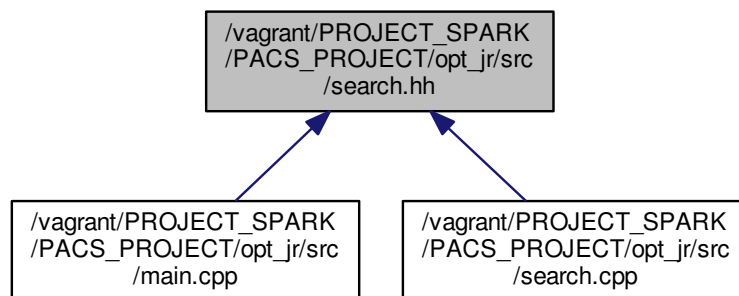 /vagrant/PROJECT_SPARK
/PACS_PROJECT/opt_jr/src
/search.hh
/vagrant/PROJECT_SPARK
/PACS_PROJECT/opt_jr/src
/main.cpp
/vagrant/PROJECT_SPARK
/PACS_PROJECT/opt_jr/src
/search.cpp